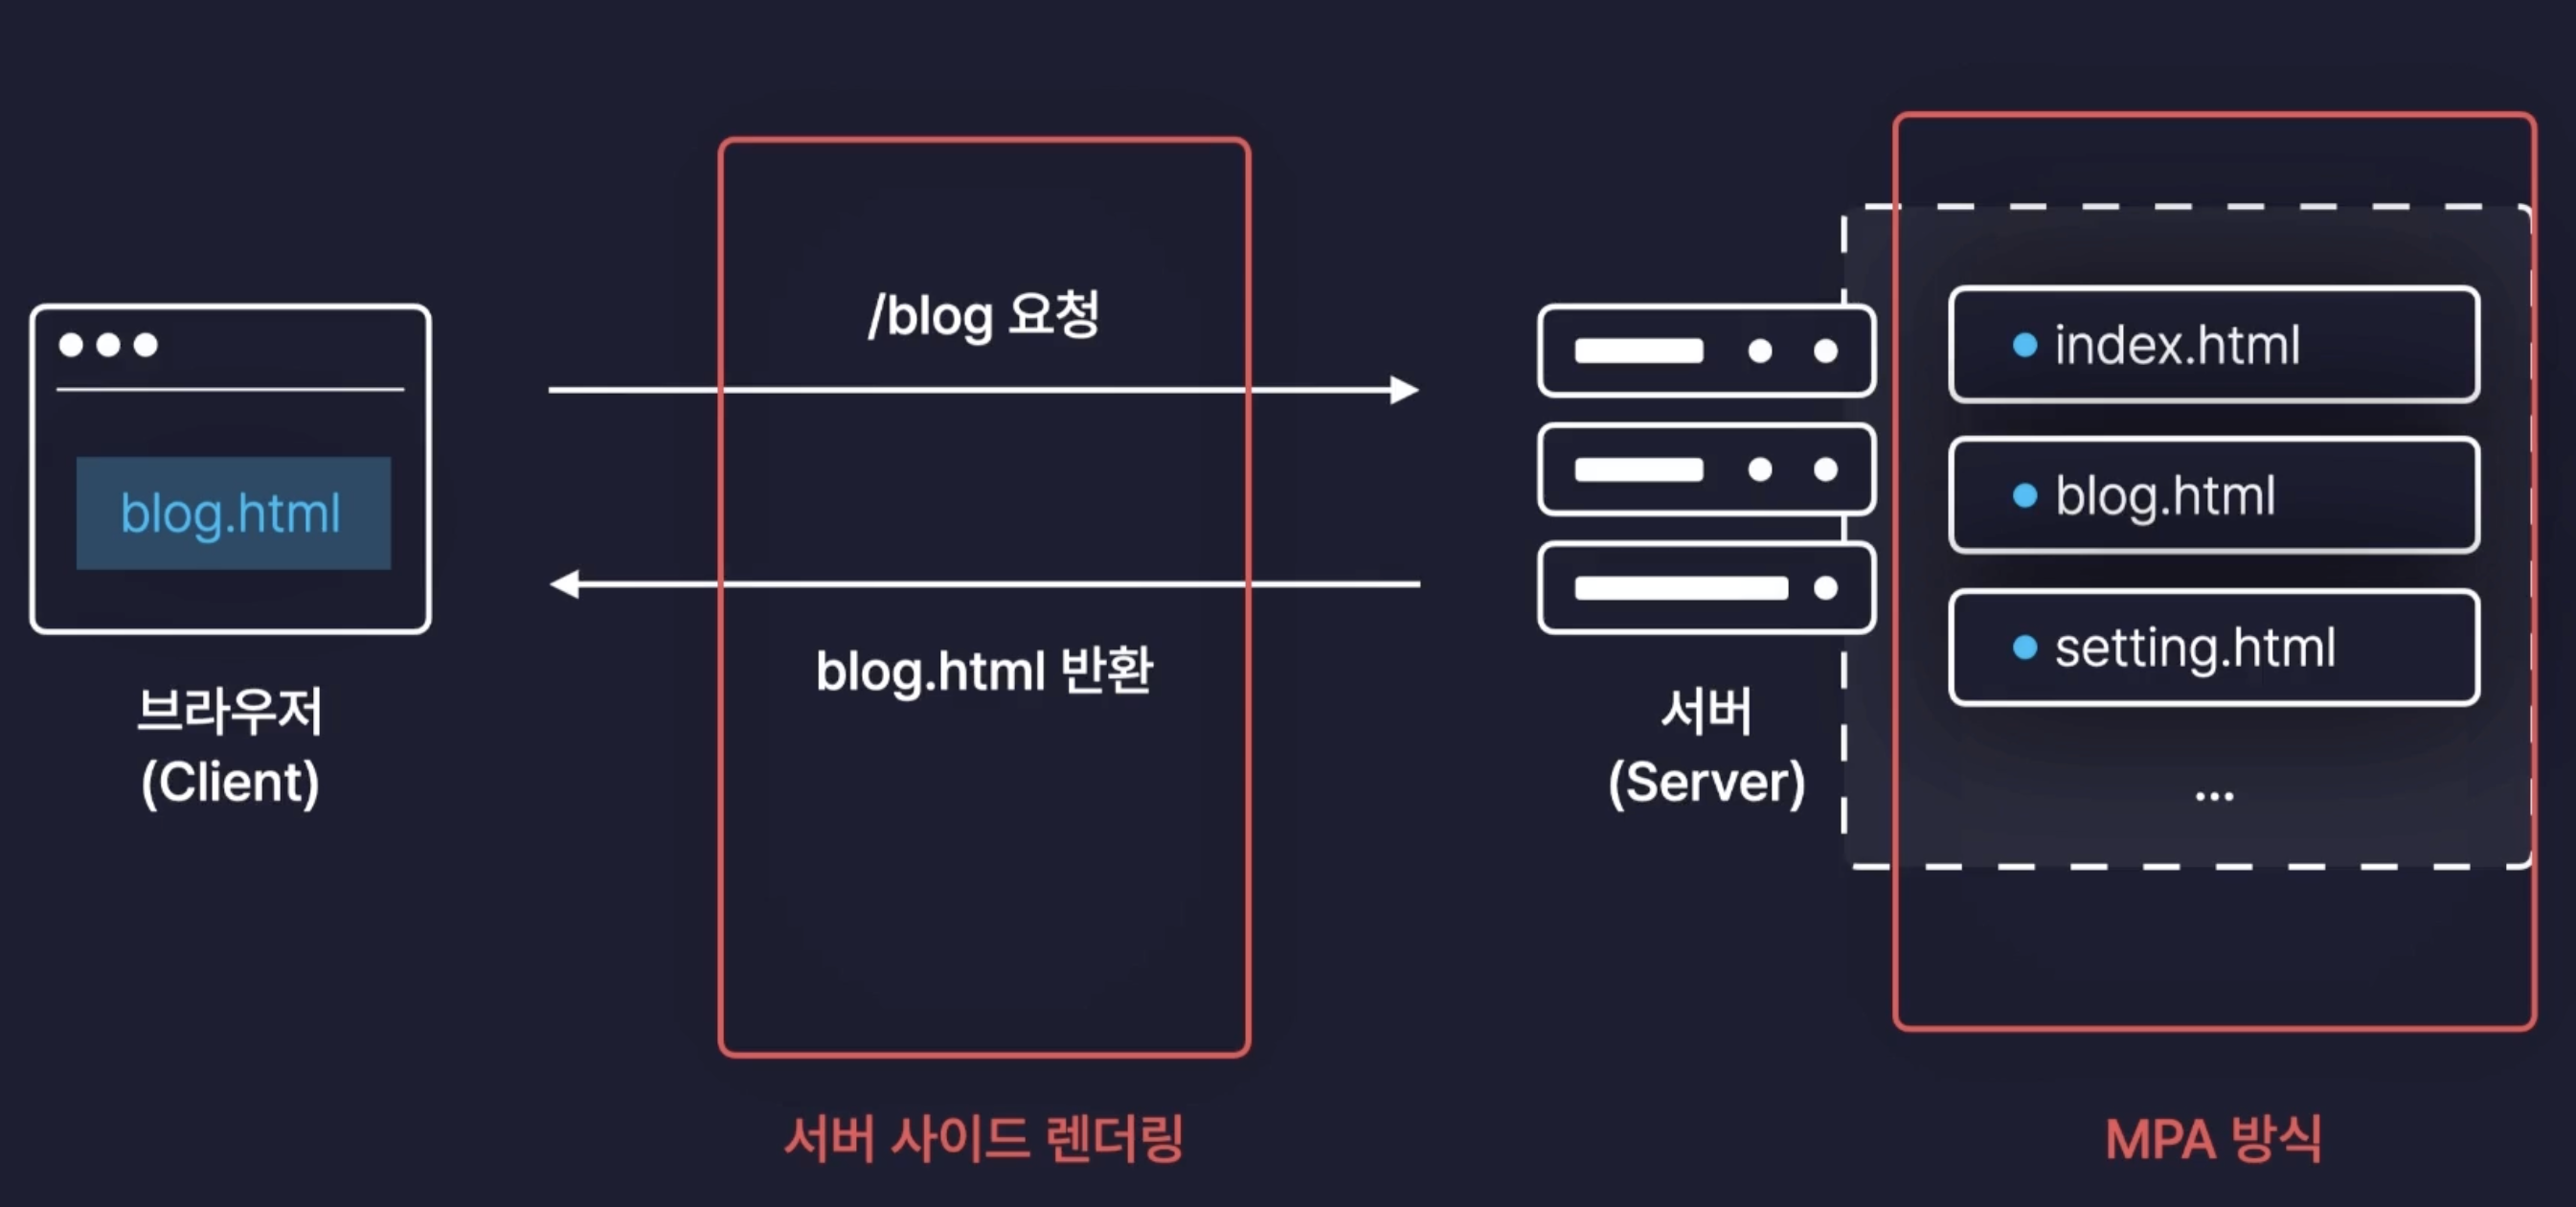 blog.html
브라우저
(Client)
/blog 요청
blog.html 반환
서버 사이드 렌더링
서버
(Server)
index.html
blog.html
setting.html
...
MPA 방식